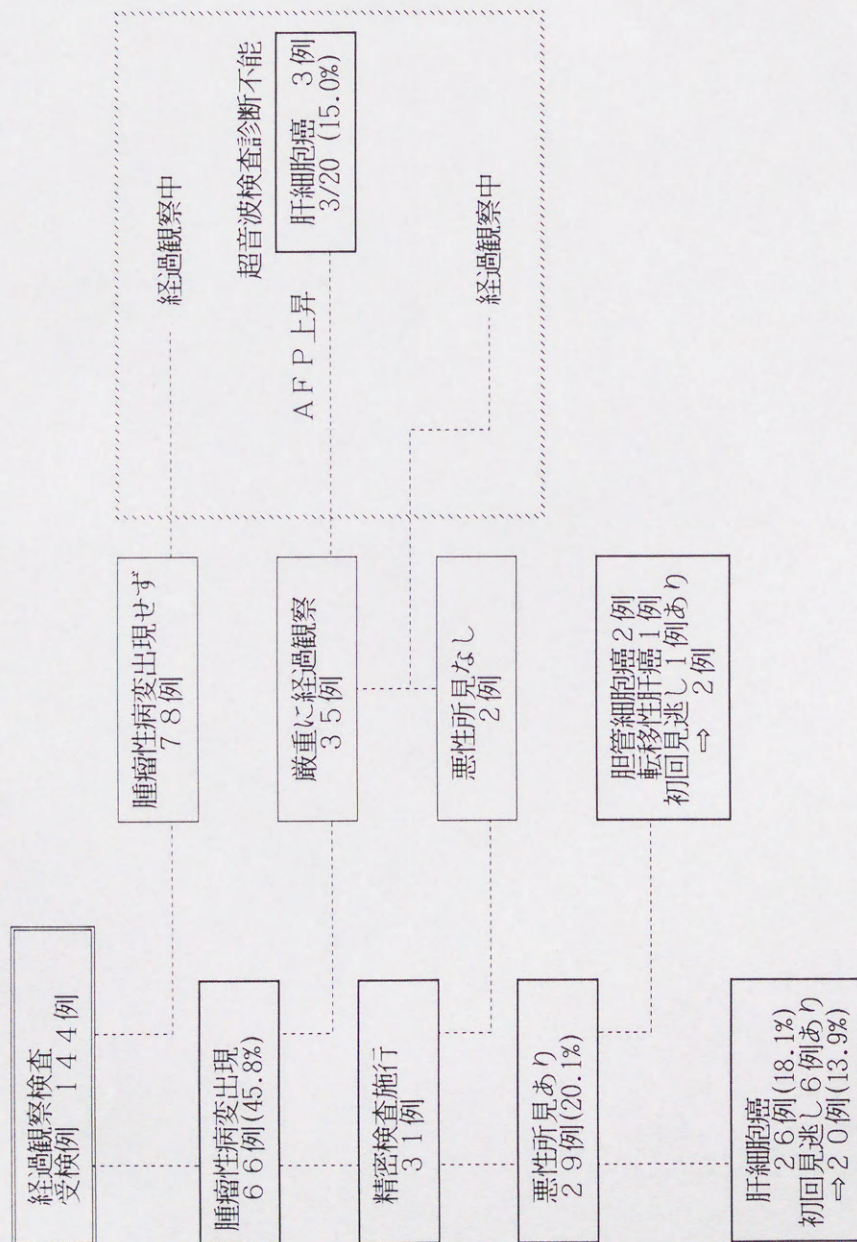 経過観察検査
受検例　１４４例
腫瘤性病変出現
６６例(45.8%)
腫瘤性病変出現せず
７８例
経過観察中
精密検査施行
３１例
厳重に経過観察
３５例
ＡＦＰ上昇
超音波検査診断不能
肝細胞癌　３例
3/20 (15.0%)
悪性所見あり
２９例(20.1%)
悪性所見なし
２例
経過観察中
肝細胞癌
２６例(18.1%)
初回見逃し６例あり
⇨２０例(13.9%)
胆管細胞癌２例
転移性肝癌１例
初回見逃し１例あり
⇨　２例